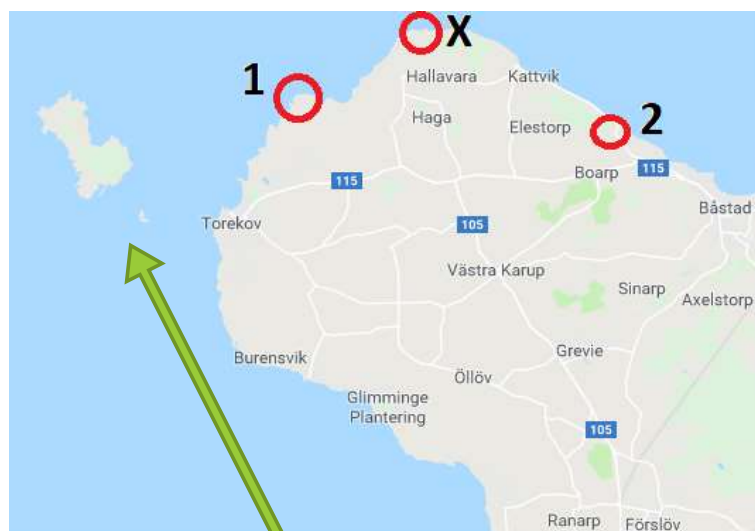 X
1
Hallavara
Kattvik
Haga
Elestorp
2
Boarp
115
115
Torekov
105
Båstad
Västra Karup
Sinarp
Axelstorp
Burensvik
Grevie
Öllöv
Glimminge
Plantering
105
Ranarp
Förslöv